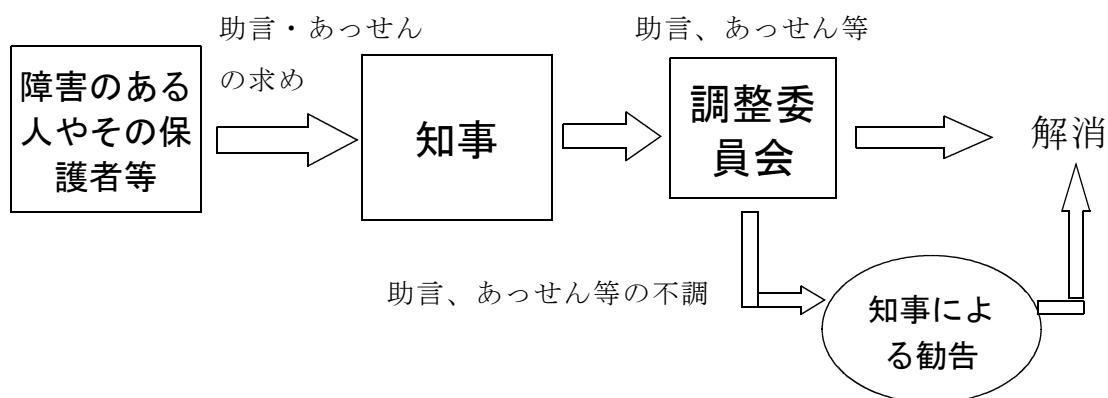 助言・あっせん
の求め
助言、あっせん等
障害のある
人やその保
護者等
知事
調整委
員会
解消
助言、あっせん等の不調
知事によ
る勧告